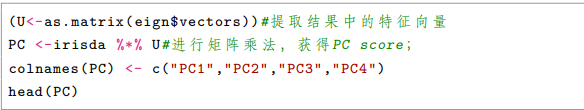 (U<-as.matrix(eign$vectors))#提取结果中的特征向量
PC <-irisda %*% U#进行矩阵乘法，获得PC score；
colnames(PC) <- c("PC1","PC2","PC3","PC4")
head(PC)